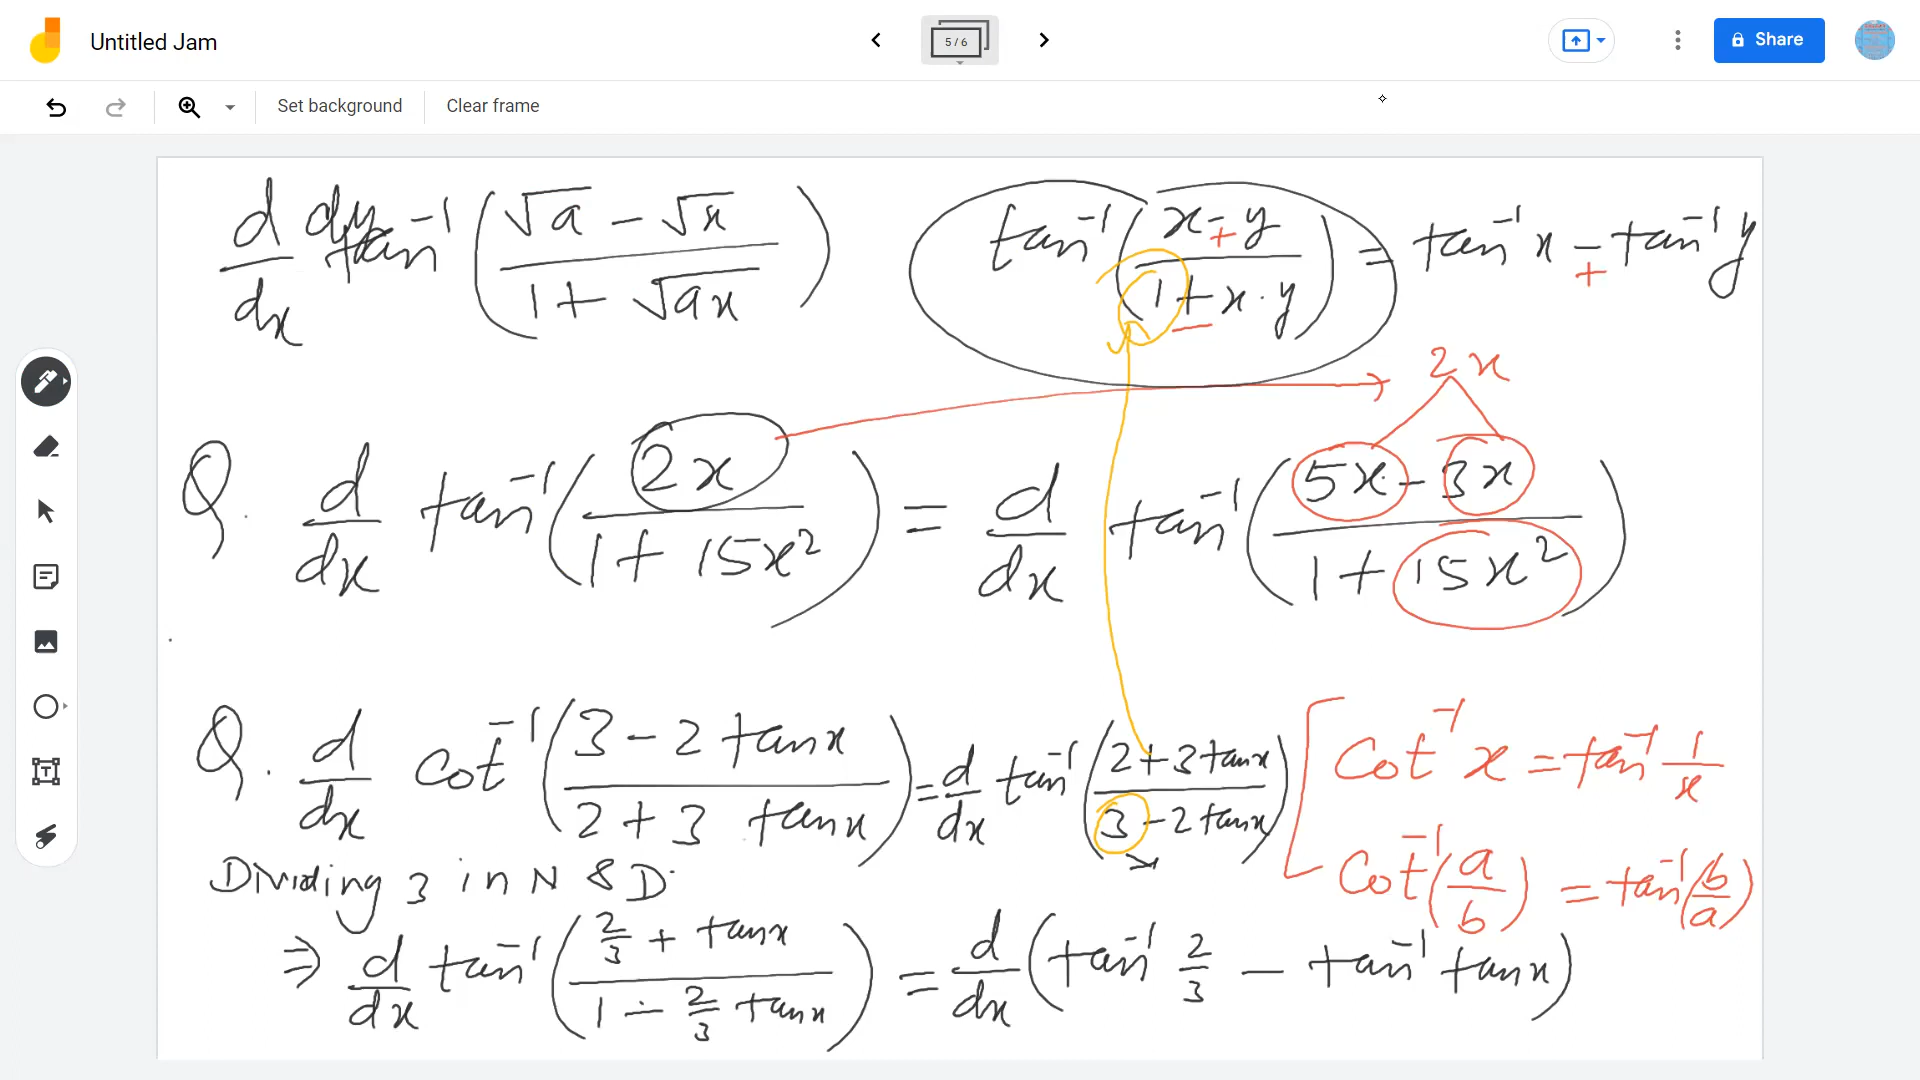 Untitled Jam
5 / 6
Share
Set background
Clear frame
d/dx dy tan⁻¹((√a − √x)/(1 + √ax))
tan⁻¹((x −+ y)/(1 +− x·y)) = tan⁻¹x −+ tan⁻¹y
2x
Q. d/dx tan⁻¹(2x/(1 + 15x²)) = d/dx tan⁻¹((5x − 3x)/(1 + 15x²))
Q. d/dx cot⁻¹((3 − 2 tanx)/(2 + 3 tanx)) = d/dx tan⁻¹((2 + 3 tanx)/(3 − 2 tanx))
Cot⁻¹ x = tan⁻¹ 1/x
Cot⁻¹(a/b) = tan⁻¹(b/a)
Dividing 3 in N & D
⇒ d/dx tan⁻¹((2/3 + tanx)/(1 − 2/3 tanx)) = d/dx (tan⁻¹ 2/3 − tan⁻¹ tanx)